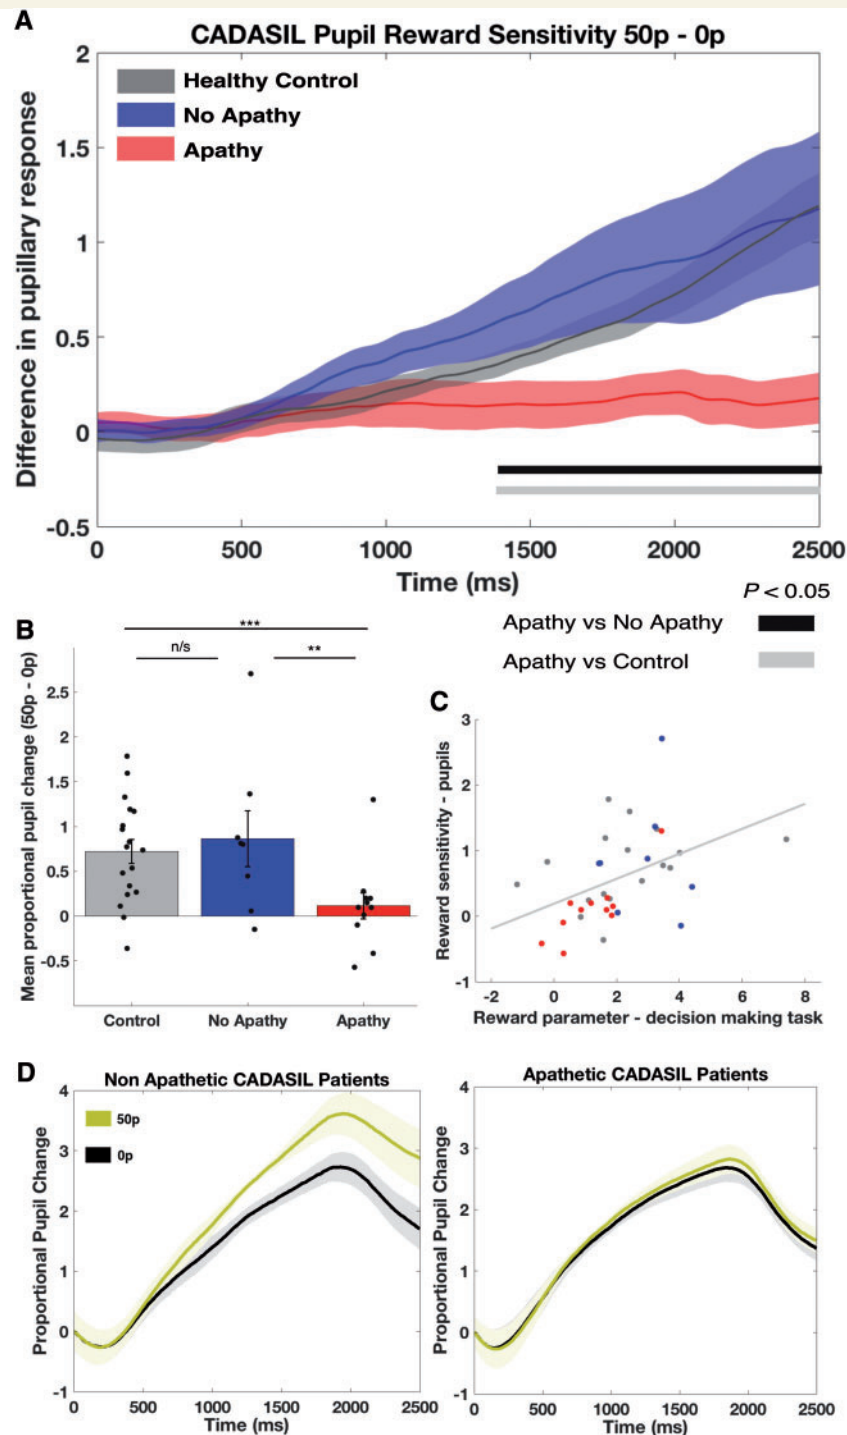 A
CADASIL Pupil Reward Sensitivity 50p - 0p
Healthy Control
No Apathy
Apathy
Difference in pupillary response
2
1.5
1
0.5
0
-0.5
0 500 1000 1500 2000 2500
Time (ms)
P < 0.05
Apathy vs No Apathy
Apathy vs Control
B
***
n/s
**
Mean proportional pupil change (50p - 0p)
2.5
2
1.5
1
0.5
0
-0.5
Control No Apathy Apathy
C
Reward sensitivity - pupils
3
2
1
0
-1
-2 0 2 4 6 8
Reward parameter - decision making task
D
Non Apathetic CADASIL Patients
50p
0p
Proportional Pupil Change
4
3
2
1
0
-1
0 500 1000 1500 2000 2500
Time (ms)
Apathetic CADASIL Patients
Proportional Pupil Change
4
3
2
1
0
-1
0 500 1000 1500 2000 2500
Time (ms)